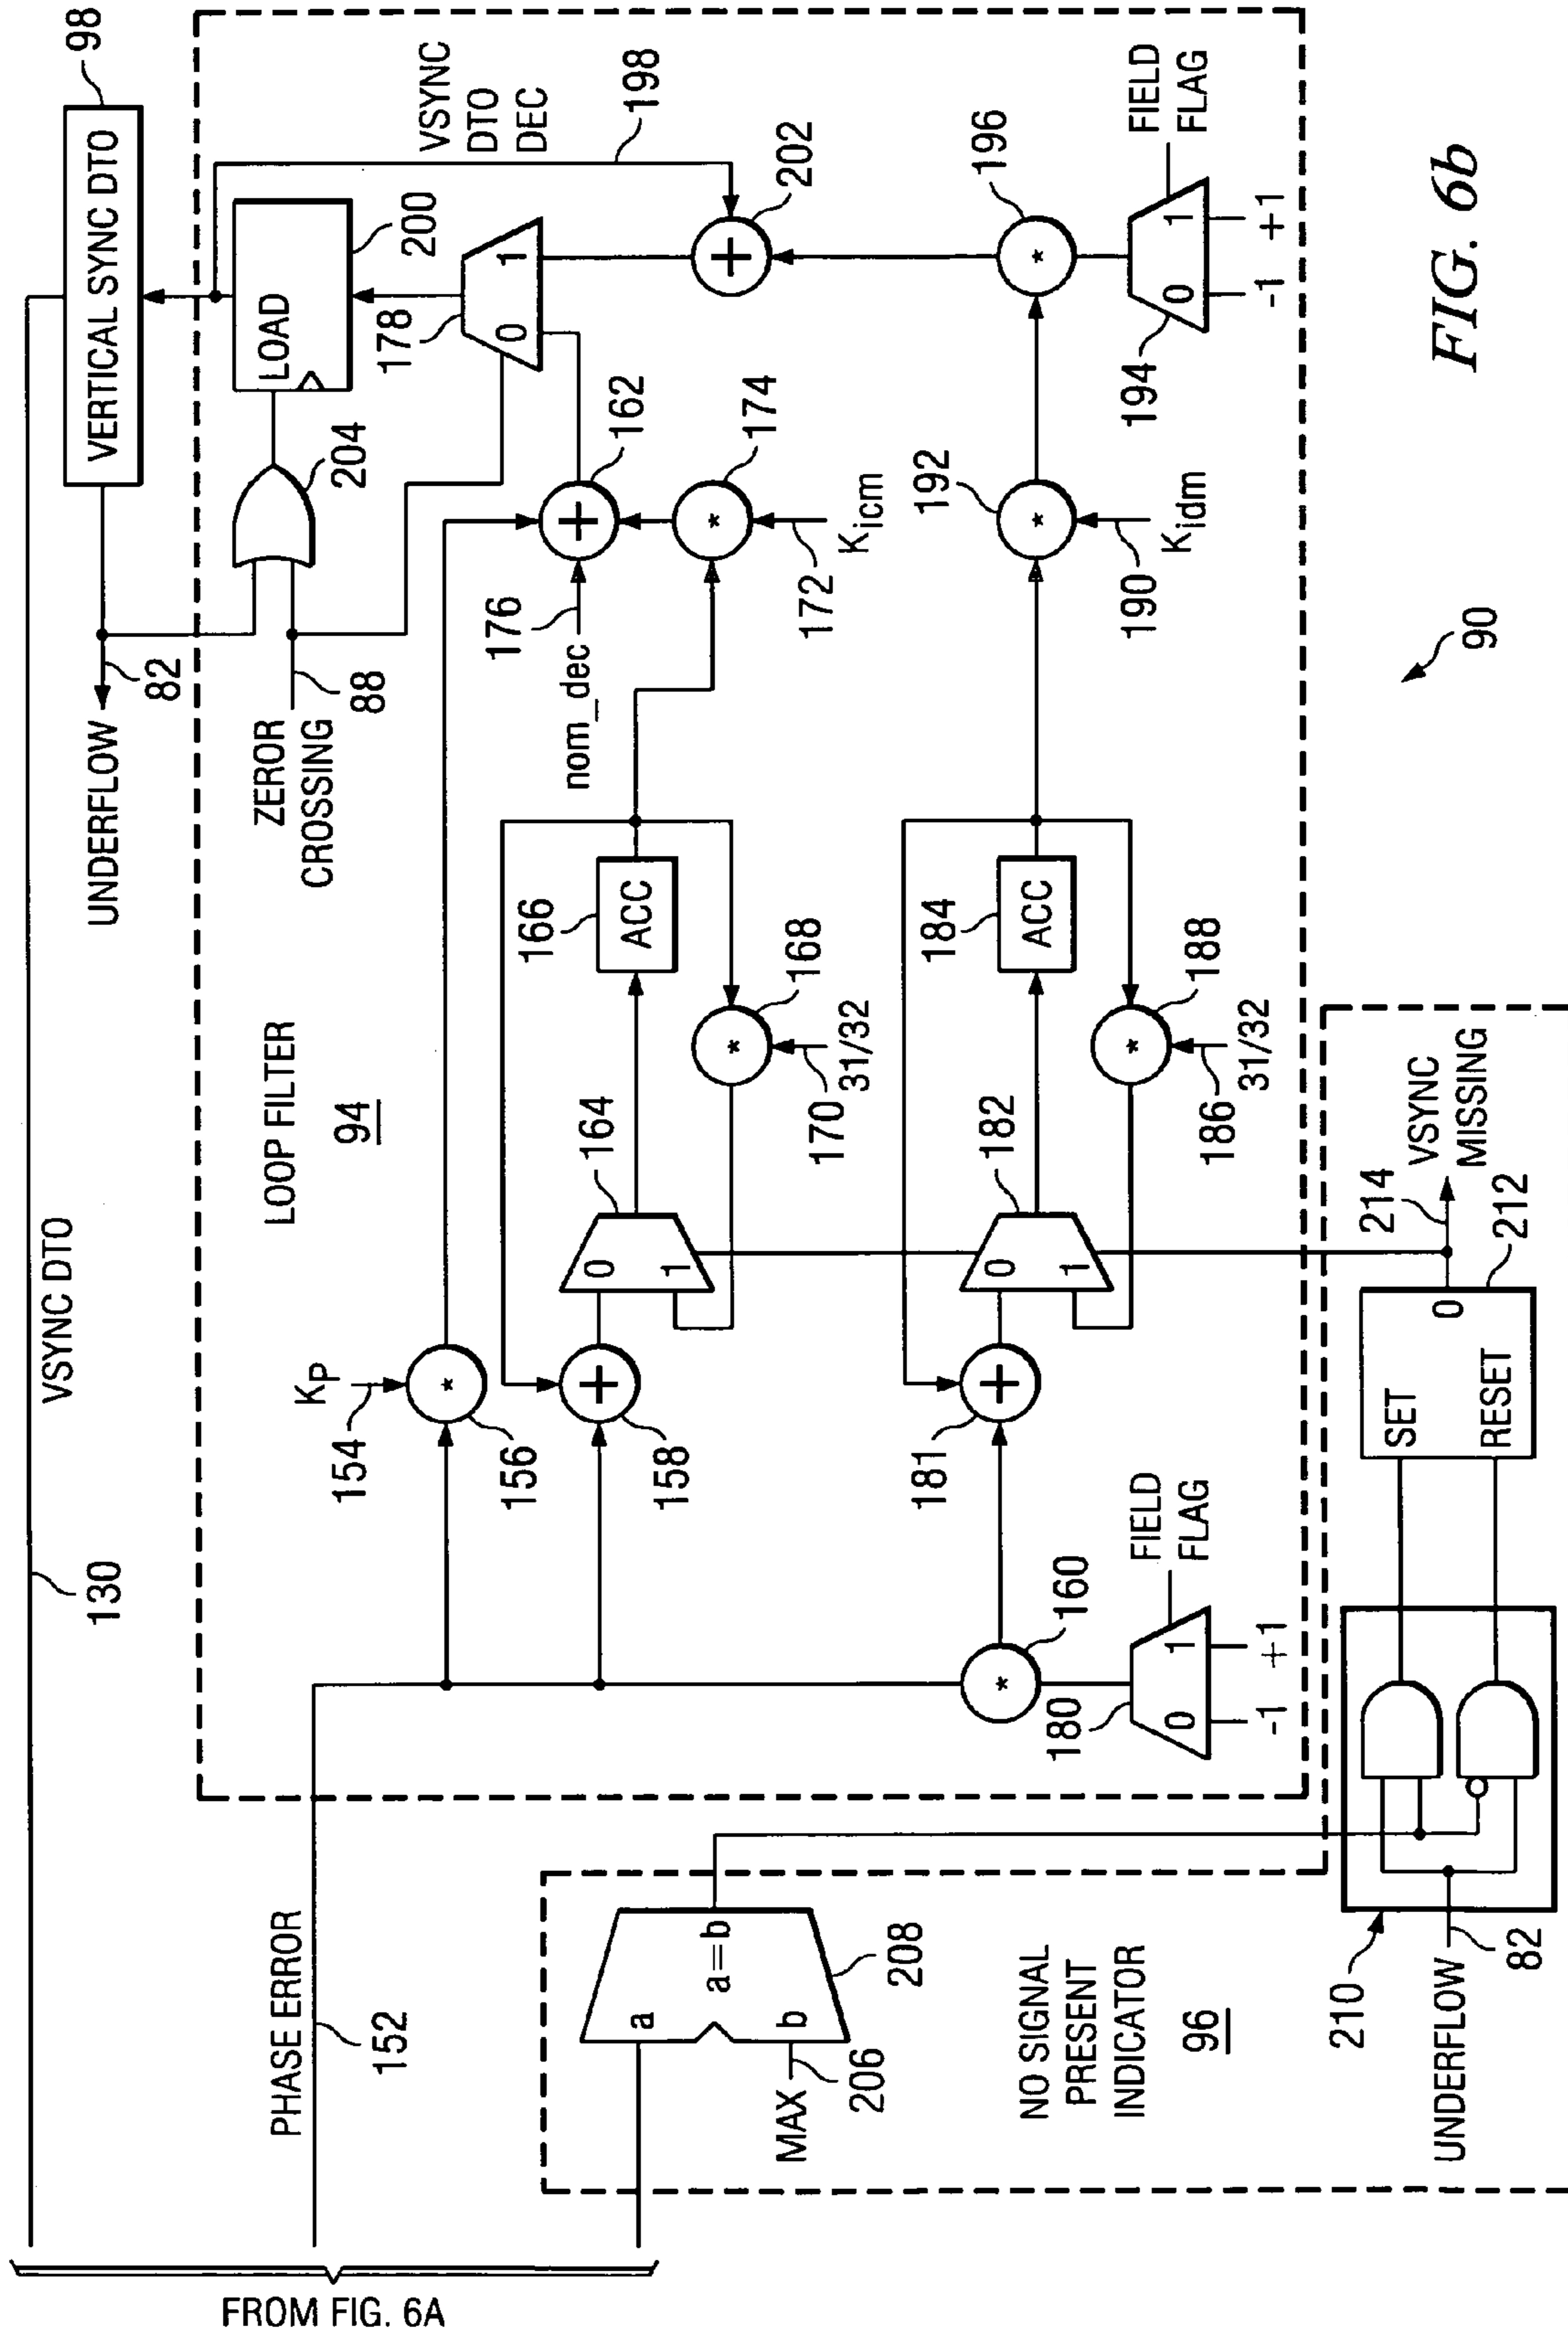 VSYNC DTO
130
VERTICAL SYNC DTO
98
UNDERFLOW
82
ZEROR
CROSSING
88
204
LOAD
200
VSYNC
DTO
DEC
198
178
0
1
202
LOOP FILTER
94
PHASE ERROR
152
KP
154
*
156
+
158
0
1
164
ACC
166
*
168
170
31/32
nom_dec
176
+
162
*
174
172
Kicm
*
160
180
0
1
-1
+1
FIELD
FLAG
+
181
0
1
182
ACC
184
*
188
186
31/32
*
192
190
Kidm
*
196
194
0
1
-1
+1
FIELD
FLAG
FROM FIG. 6A
a
a=b
b
MAX
206
208
NO SIGNAL
PRESENT
INDICATOR
96
210
UNDERFLOW
82
SET
RESET
0
212
214
VSYNC
MISSING
90
FIG. 6b